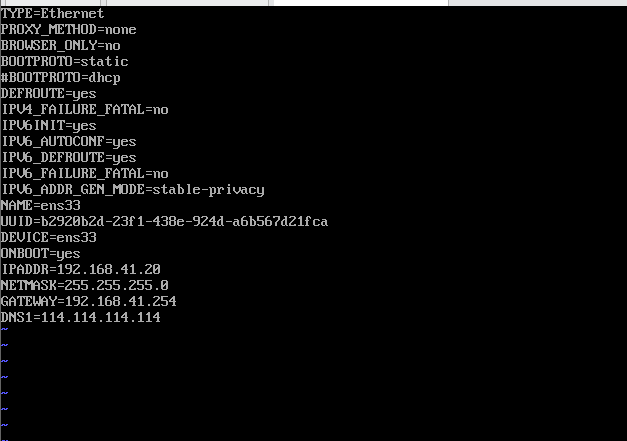 TYPE=Ethernet
PROXY_METHOD=none
BROWSER_ONLY=no
BOOTPROTO=static
#BOOTPROTO=dhcp
DEFROUTE=yes
IPV4_FAILURE_FATAL=no
IPV6INIT=yes
IPV6_AUTOCONF=yes
IPV6_DEFROUTE=yes
IPV6_FAILURE_FATAL=no
IPV6_ADDR_GEN_MODE=stable-privacy
NAME=ens33
UUID=b2920b2d-23f1-438e-924d-a6b567d21fca
DEVICE=ens33
ONBOOT=yes
IPADDR=192.168.41.20
NETMASK=255.255.255.0
GATEWAY=192.168.41.254
DNS1=114.114.114.114
~
~
~
~
~
~
~
~